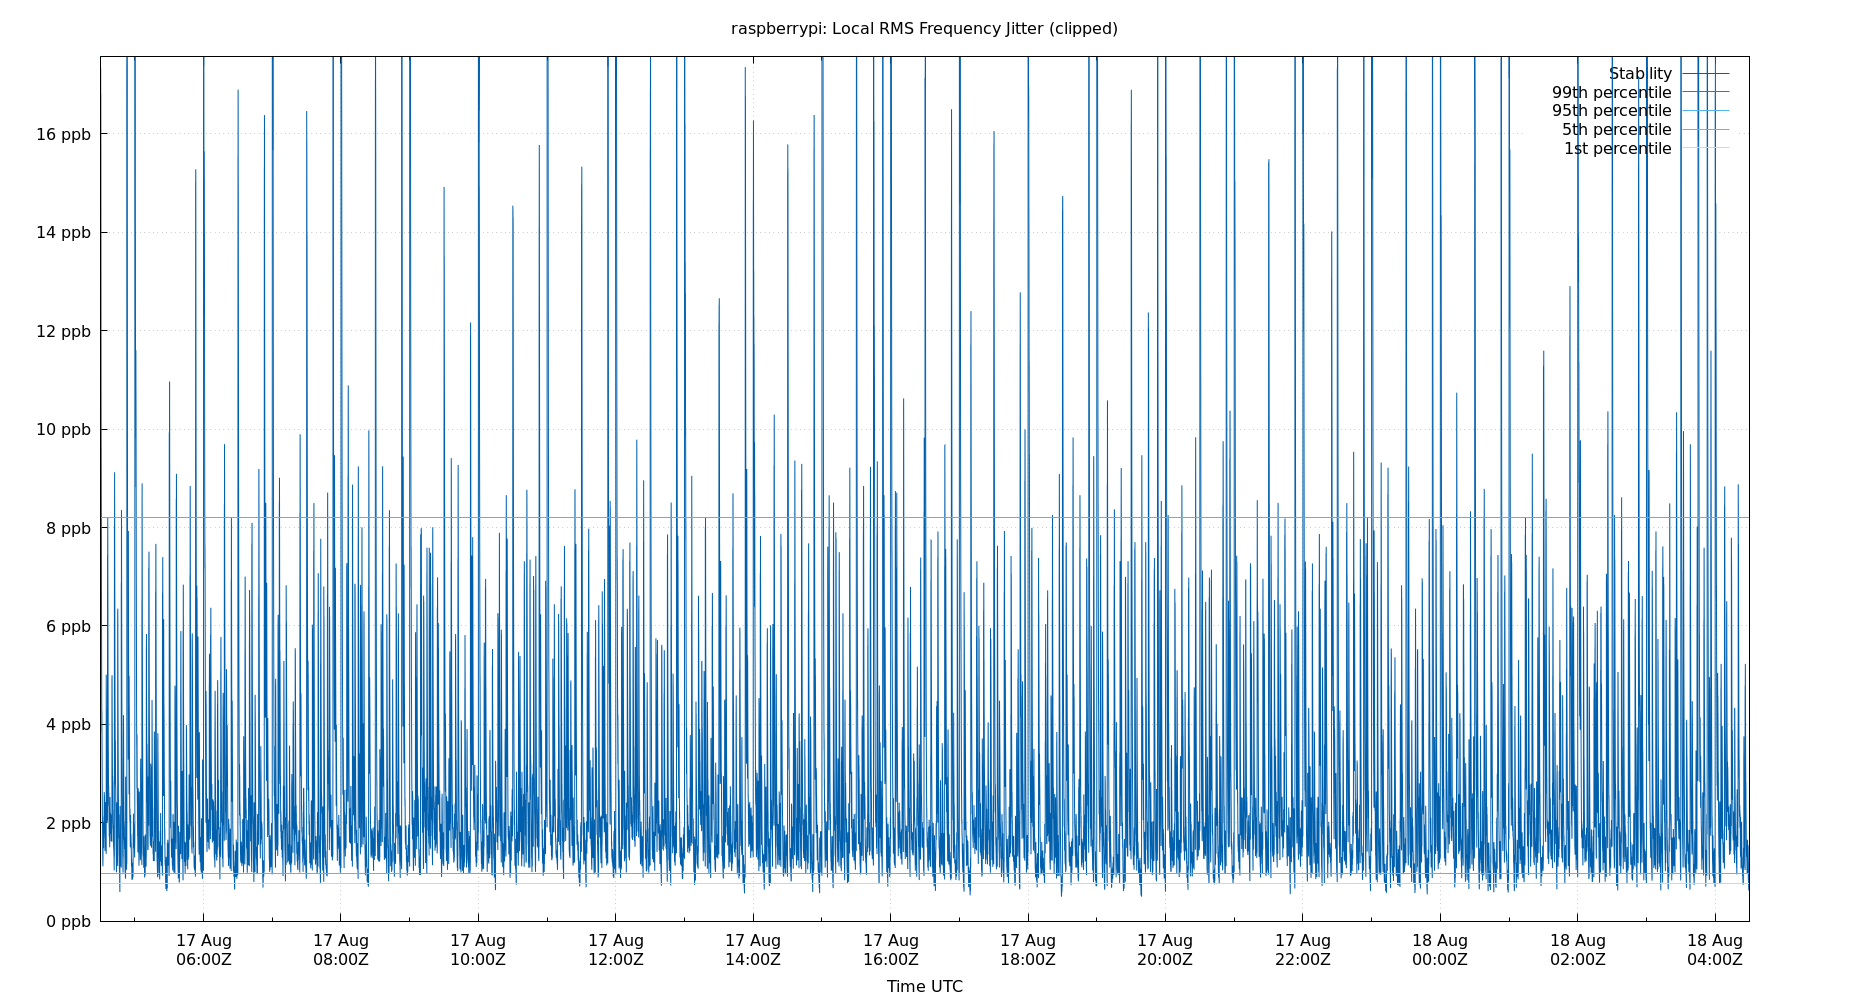 raspberrypi: Local RMS Frequency Jitter (clipped)
Stability
99th percentile
95th percentile
5th percentile
1st percentile
16 ppb
14 ppb
12 ppb
10 ppb
8 ppb
6 ppb
4 ppb
2 ppb
0 ppb
17 Aug 17 Aug 17 Aug 17 Aug 17 Aug 17 Aug 17 Aug 17 Aug 17 Aug 18 Aug 18 Aug 18 Aug
06:00Z 08:00Z 10:00Z 12:00Z 14:00Z 16:00Z 18:00Z 20:00Z 22:00Z 00:00Z 02:00Z 04:00Z
Time UTC